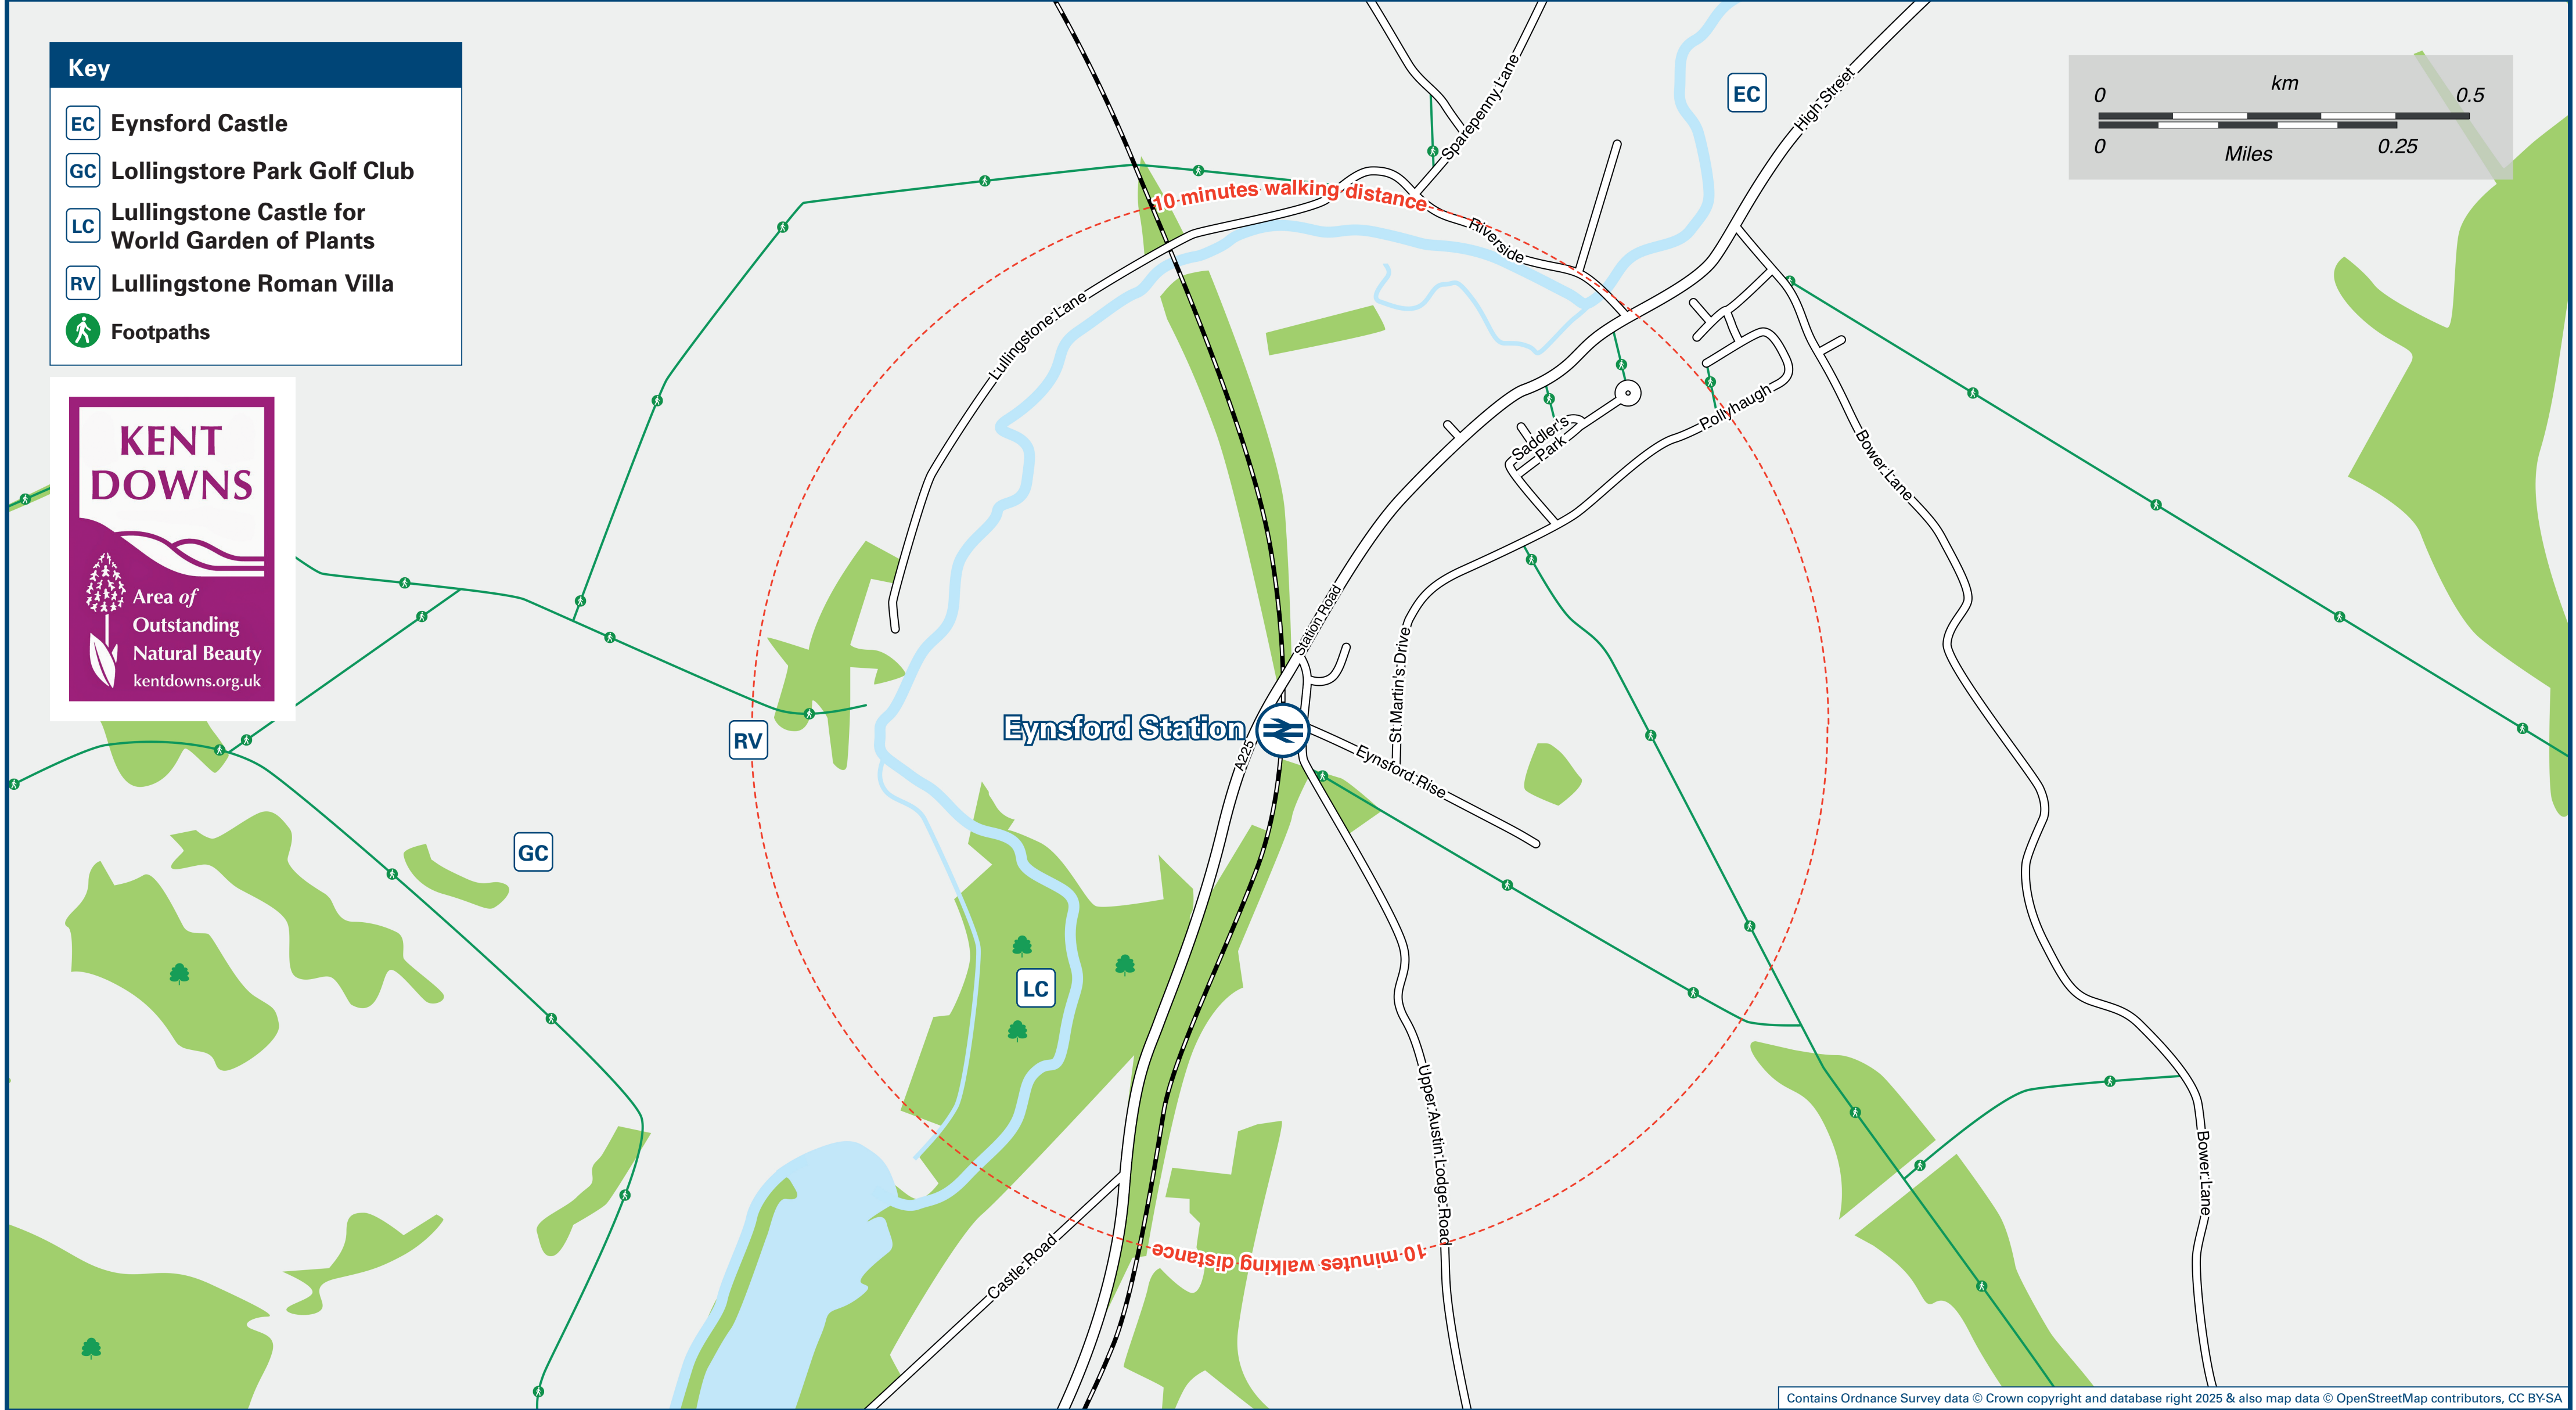 Key
EC Eynsford Castle
GC Lollingstore Park Golf Club
LC Lullingstone Castle for
World Garden of Plants
RV Lullingstone Roman Villa
Footpaths
KENT
DOWNS
Area of
Outstanding
Natural Beauty
kentdowns.org.uk
km
0 0.5
0 0.25
Miles
EC
High Street
Sparepenny Lane
10 minutes walking distance
Riverside
Lullingstone Lane
Pollyhaugh
Saddler's
Park
Bower Lane
Station Road
St Martin's Drive
Eynsford Station
RV
A225
Eynsford Rise
GC
LC
Upper Austin Lodge Road
Bower Lane
Castle Road
10 minutes walking distance
Contains Ordnance Survey data © Crown copyright and database right 2025 & also map data © OpenStreetMap contributors, CC BY-SA